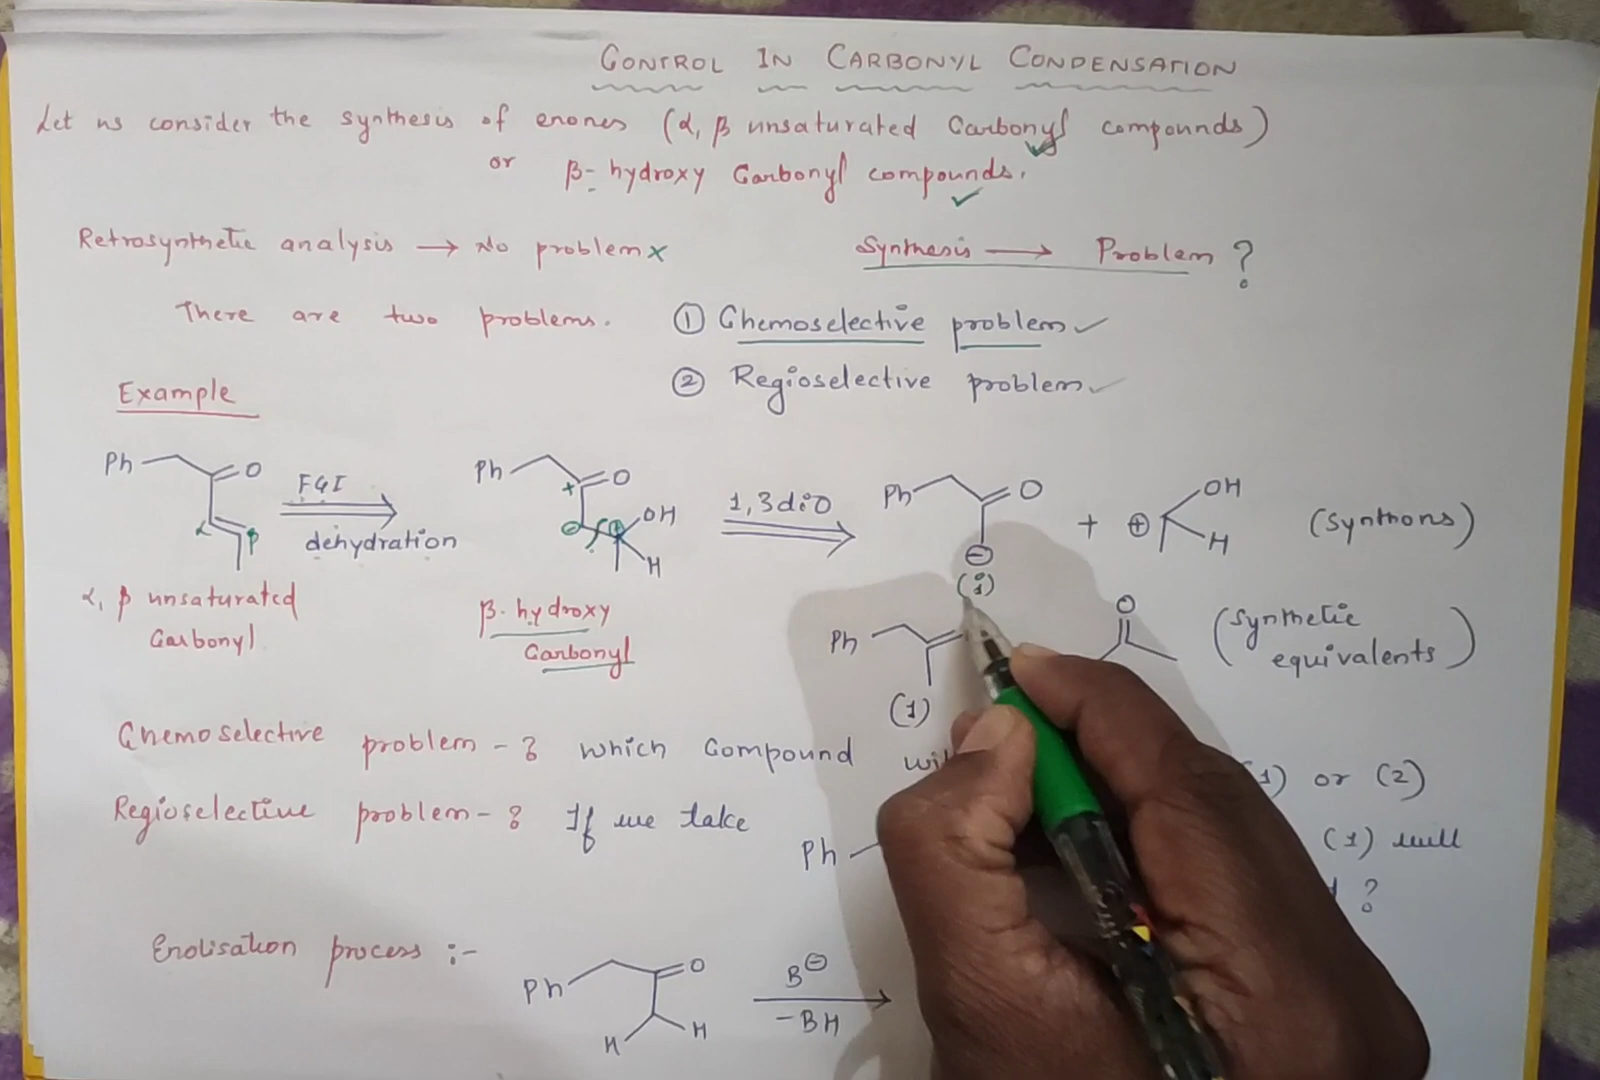 CONTROL IN CARBONYL CONDENSATION
Let us consider the synthesis of enones (α, β unsaturated Carbonyl compounds)
or β- hydroxy Carbonyl compounds.
Retrosynthetic analysis → No problem x Synthesis → Problem ?
There are two problems. ① Chemoselective problem ✓
② Regioselective problem ✓
Example
Ph O FGI dehydration Ph O OH H 1,3 diO Ph O + ⊕ OH H (synthons)
α β + ⊖ ⊕ ⊖ (i)
α, β unsaturated Carbonyl
β- hydroxy Carbonyl
Ph (1) O (Synthetic equivalents)
Chemoselective problem - ? which compound (1) or (2)
Regioselective problem - ? If we take Ph (1) will
?
Enolisation process :- Ph O H H B⊖ -BH